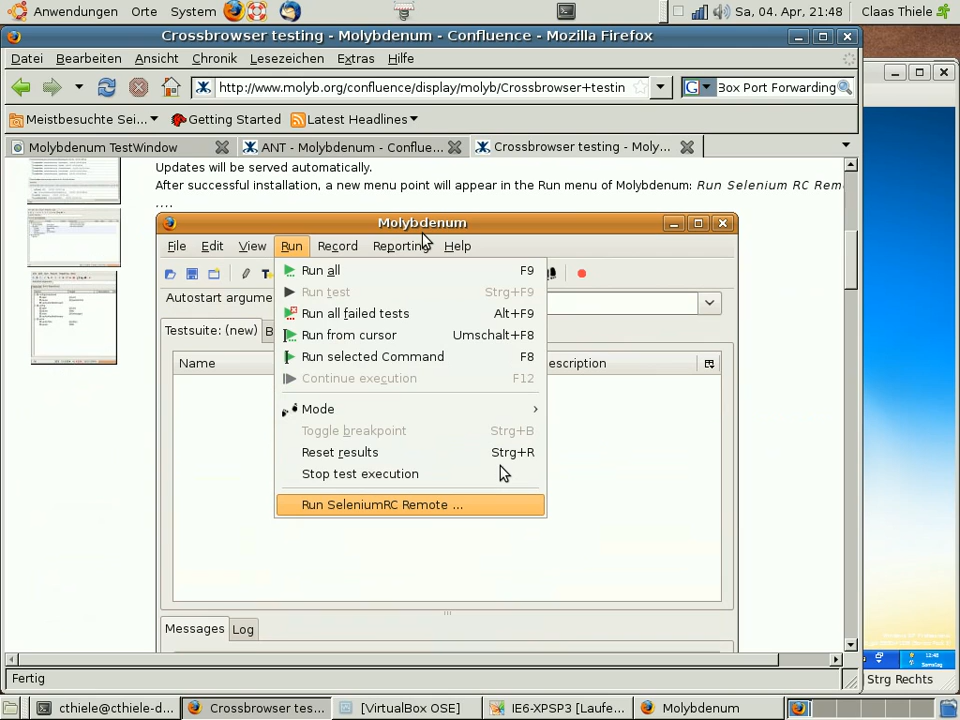 Anwendungen Orte System Sa, 04. Apr, 21:48 Claas Thiele
Crossbrowser testing - Molybdenum - Confluence - Mozilla Firefox
Datei Bearbeiten Ansicht Chronik Lesezeichen Extras Hilfe
http://www.molyb.org/confluence/display/molyb/Crossbrowser+testin G Box Port Forwarding
Meistbesuchte Sei... Getting Started Latest Headlines
Molybdenum TestWindow ANT - Molybdenum - Conflue... Crossbrowser testing - Moly...
Updates will be served automatically.
After successful installation, a new menu point will appear in the Run menu of Molybdenum: Run Selenium RC Rem
....
Molybdenum
File Edit View Run Record Reporting Help
Run all F9
Run test Strg+F9
Autostart argume
Run all failed tests Alt+F9
Testsuite: (new) B
Run from cursor Umschalt+F8
Run selected Command F8
Name escription
Continue execution F12
Mode
Toggle breakpoint Strg+B
Reset results Strg+R
Stop test execution
Run SeleniumRC Remote ...
Messages Log
Fertig
Strg Rechts
cthiele@cthiele-d... Crossbrowser tes... [VirtualBox OSE] IE6-XPSP3 [Laufe... Molybdenum